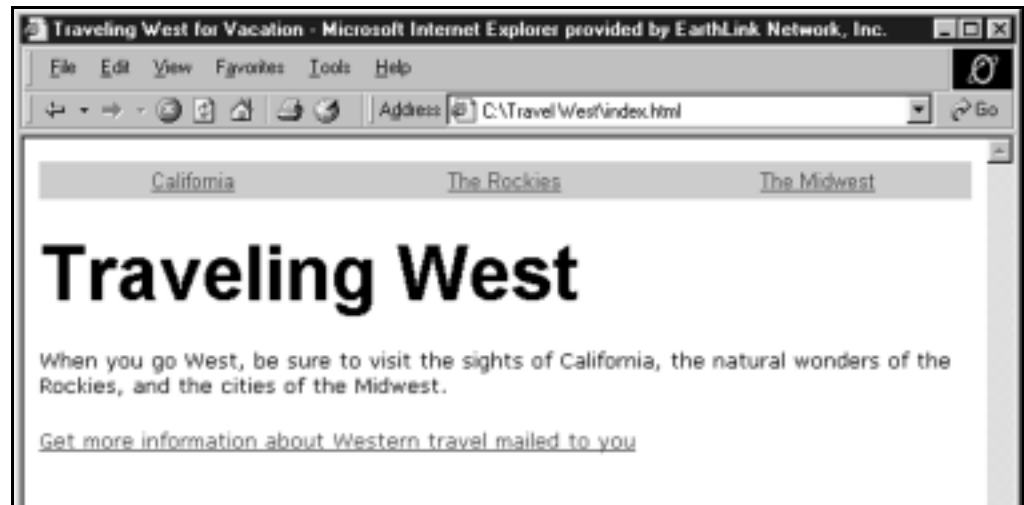 Traveling West for Vacation - Microsoft Internet Explorer provided by EarthLink Network, Inc.
File Edit View Favorites Tools Help
Address C:\Travel West\index.html Go
California The Rockies The Midwest
Traveling West
When you go West, be sure to visit the sights of California, the natural wonders of the
Rockies, and the cities of the Midwest.
Get more information about Western travel mailed to you